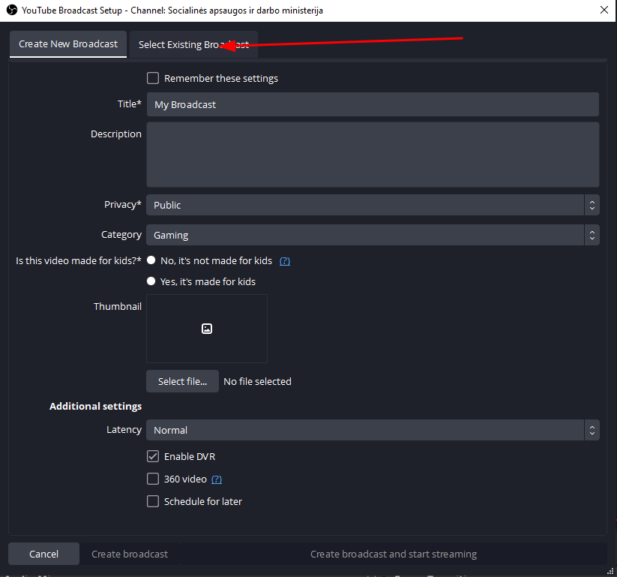 YouTube Broadcast Setup - Channel: Socialinės apsaugos ir darbo ministerija
Create New Broadcast
Select Existing Broadcast
Remember these settings
Title* My Broadcast
Description
Privacy* Public
Category Gaming
Is this video made for kids?* No, it's not made for kids (?)
Yes, it's made for kids
Thumbnail
Select file... No file selected
Additional settings
Latency Normal
Enable DVR
360 video (?)
Schedule for later
Cancel Create broadcast Create broadcast and start streaming